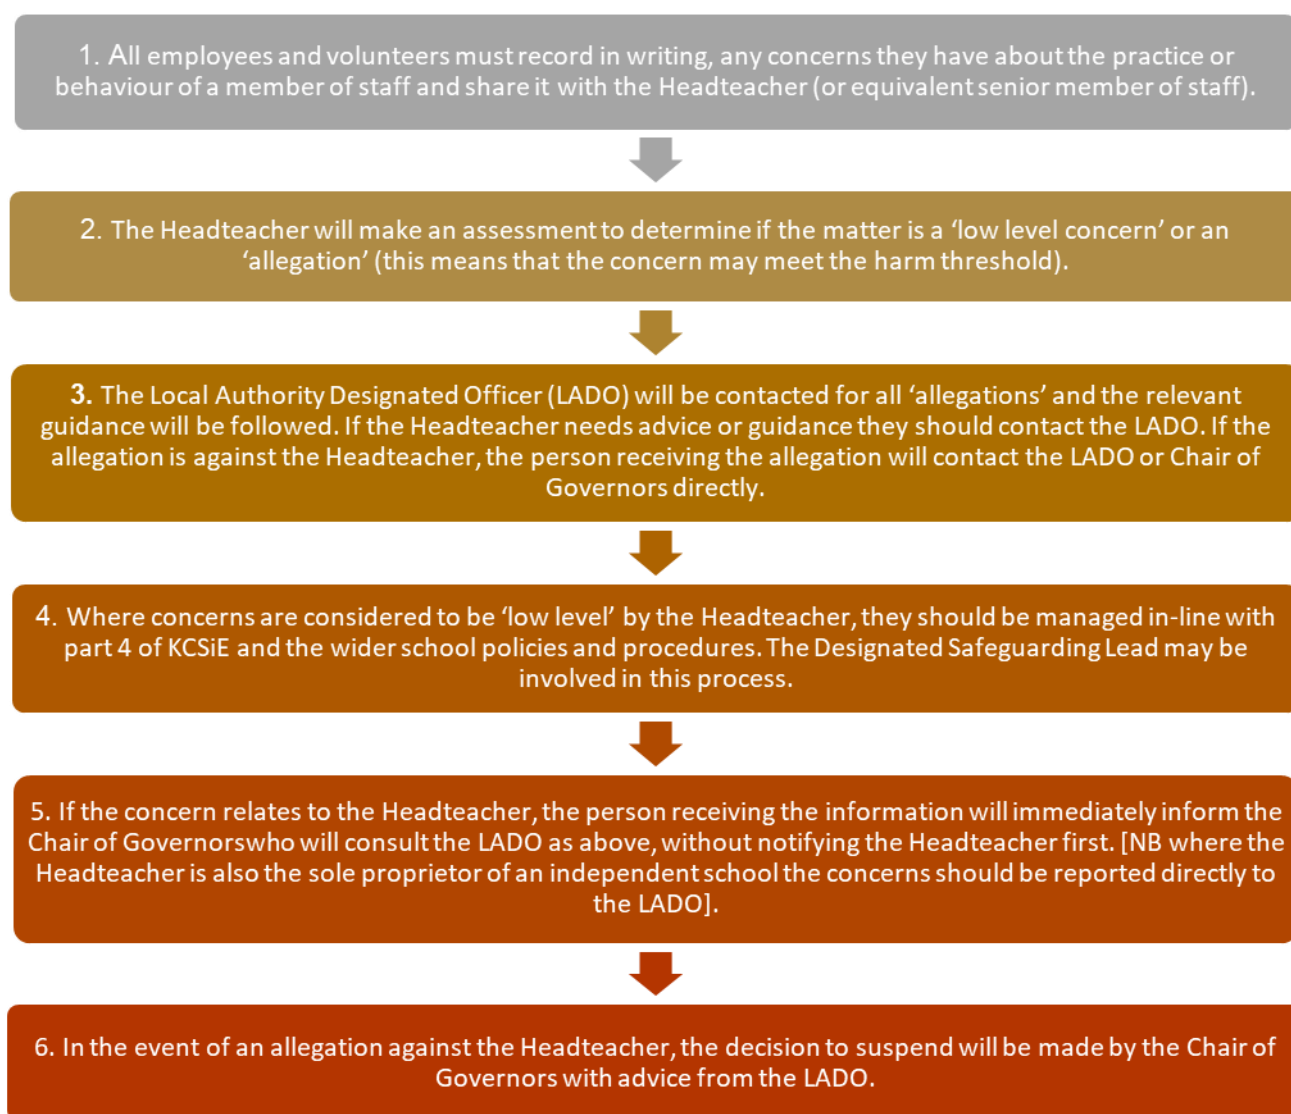 1. All employees and volunteers must record in writing, any concerns they have about the practice or
behaviour of a member of staff and share it with the Headteacher (or equivalent senior member of staff).
2. The Headteacher will make an assessment to determine if the matter is a ‘low level concern’ or an
‘allegation’ (this means that the concern may meet the harm threshold).
3. The Local Authority Designated Officer (LADO) will be contacted for all ‘allegations’ and the relevant
guidance will be followed. If the Headteacher needs advice or guidance they should contact the LADO. If the
allegation is against the Headteacher, the person receiving the allegation will contact the LADO or Chair of
Governors directly.
4. Where concerns are considered to be ‘low level’ by the Headteacher, they should be managed in-line with
part 4 of KCSiE and the wider school policies and procedures. The Designated Safeguarding Lead may be
involved in this process.
5. If the concern relates to the Headteacher, the person receiving the information will immediately inform the
Chair of Governorswho will consult the LADO as above, without notifying the Headteacher first. [NB where the
Headteacher is also the sole proprietor of an independent school the concerns should be reported directly to
the LADO].
6. In the event of an allegation against the Headteacher, the decision to suspend will be made by the Chair of
Governors with advice from the LADO.